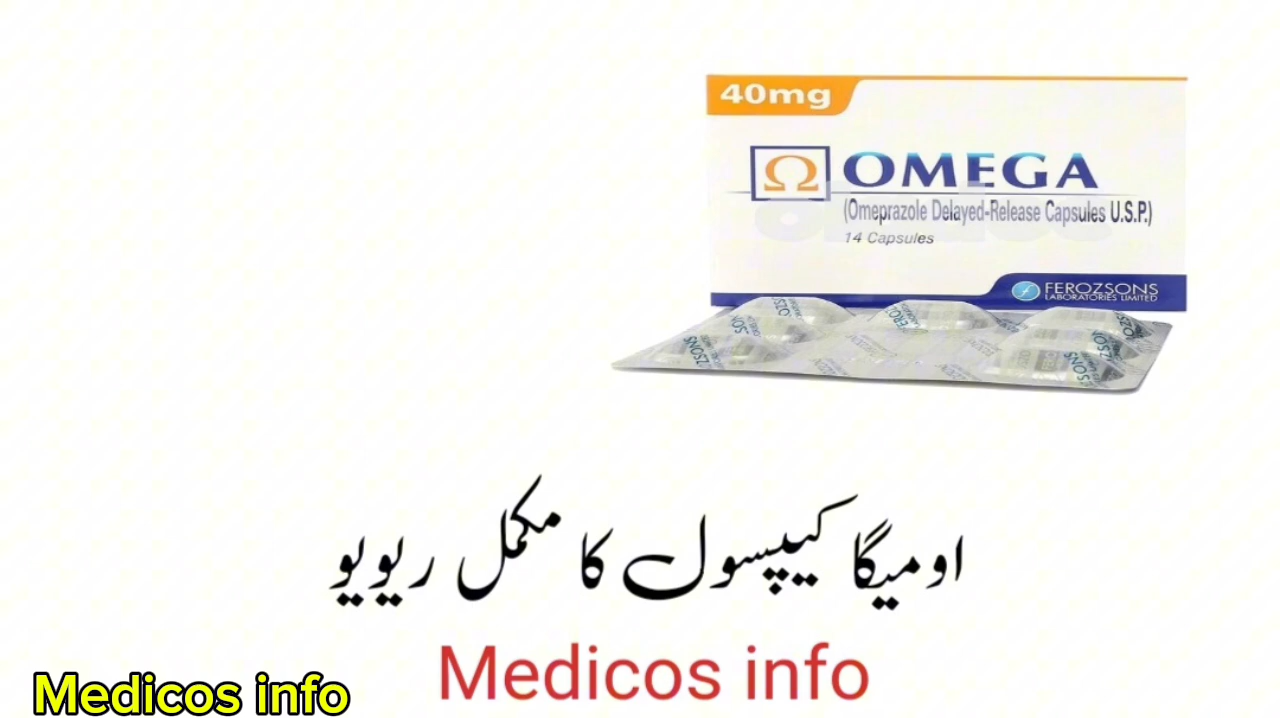 40mg
Ω OMEGA
(Omeprazole Delayed-Release Capsules U.S.P.)
14 Capsules
FEROZSONS
LABORATORIES LIMITED
اومیگا کیپسول کا مکمل ریویو
Medicos info
Medicos info